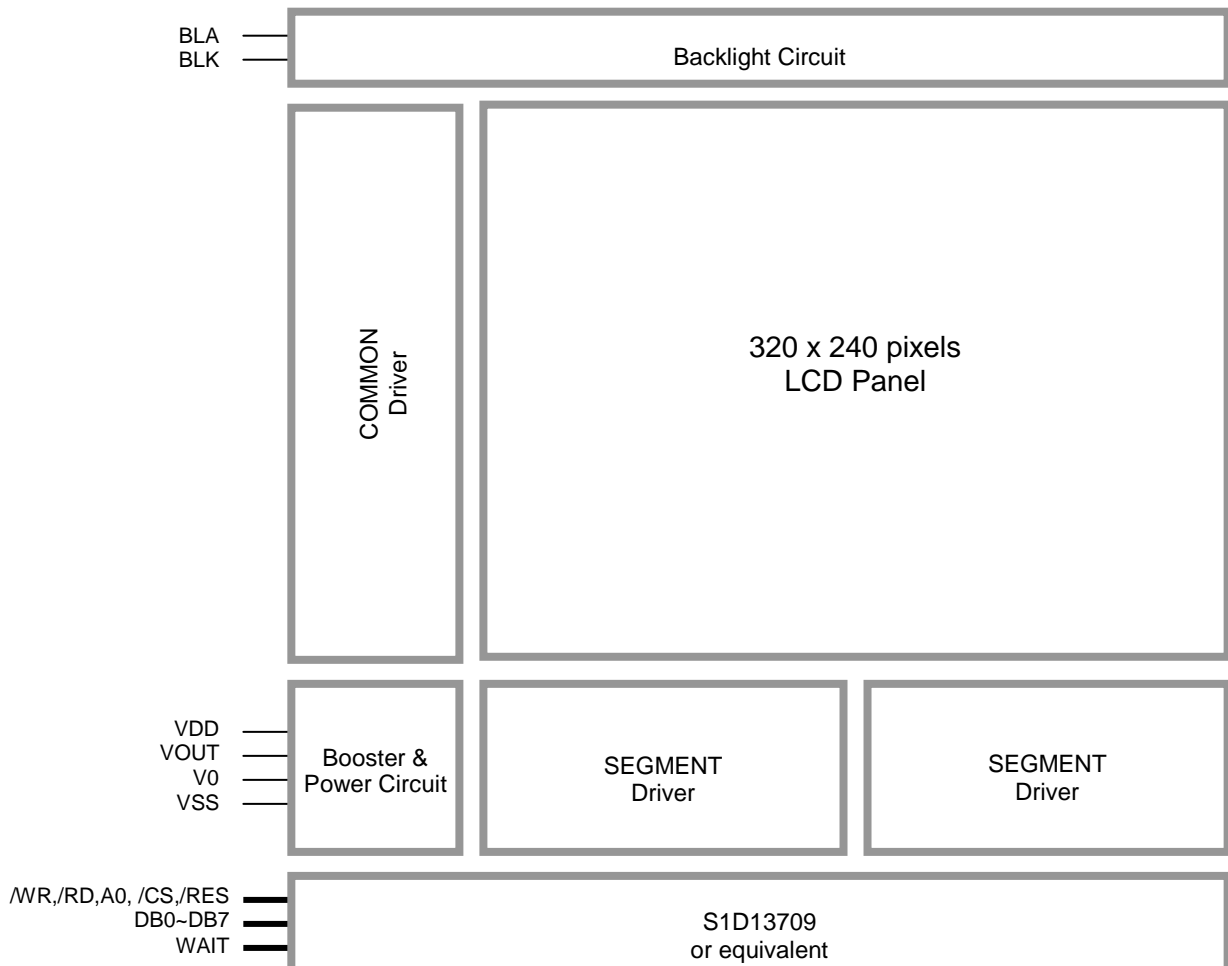 BLA
BLK
Backlight Circuit
COMMON
Driver
320 x 240 pixels
LCD Panel
VDD
VOUT
V0
VSS
Booster &
Power Circuit
SEGMENT
Driver
SEGMENT
Driver
/WR,/RD,A0, /CS,/RES
DB0~DB7
WAIT
S1D13709
or equivalent